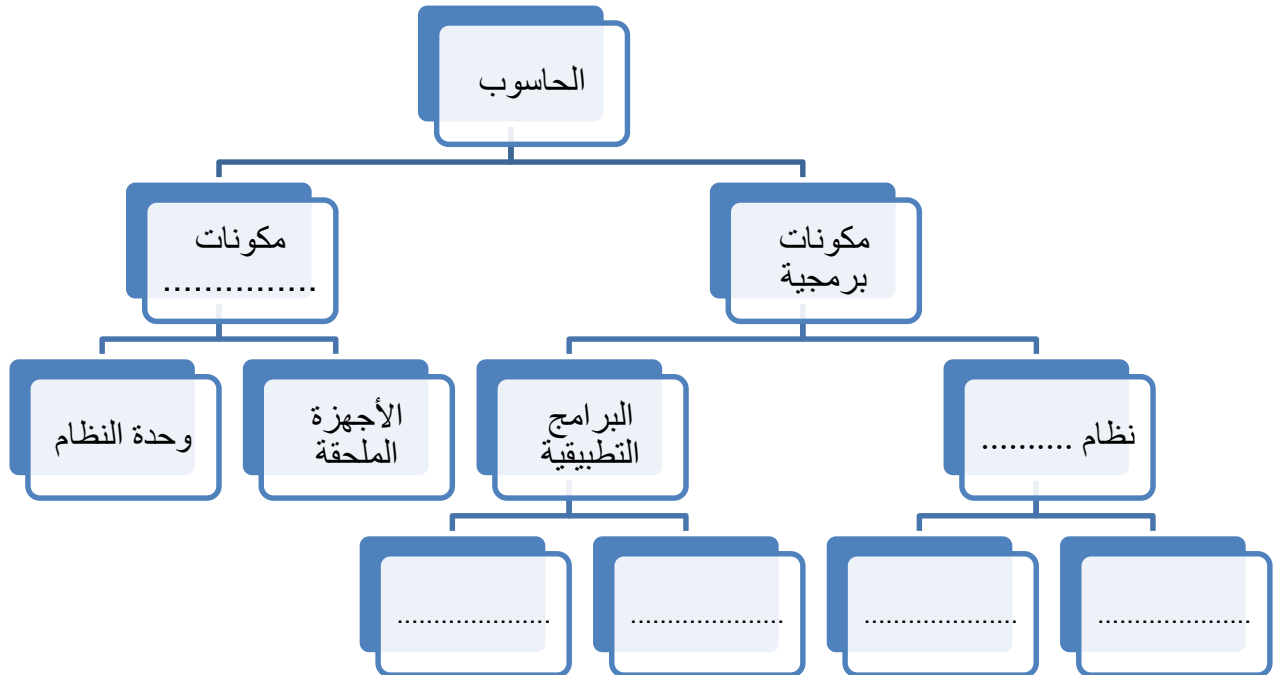 الحاسوب
مكونات
برمجية
مكونات
...............
نظام ..........
البرامج
التطبيقية
الأجهزة
الملحقة
وحدة النظام
.....................
.....................
.....................
.....................